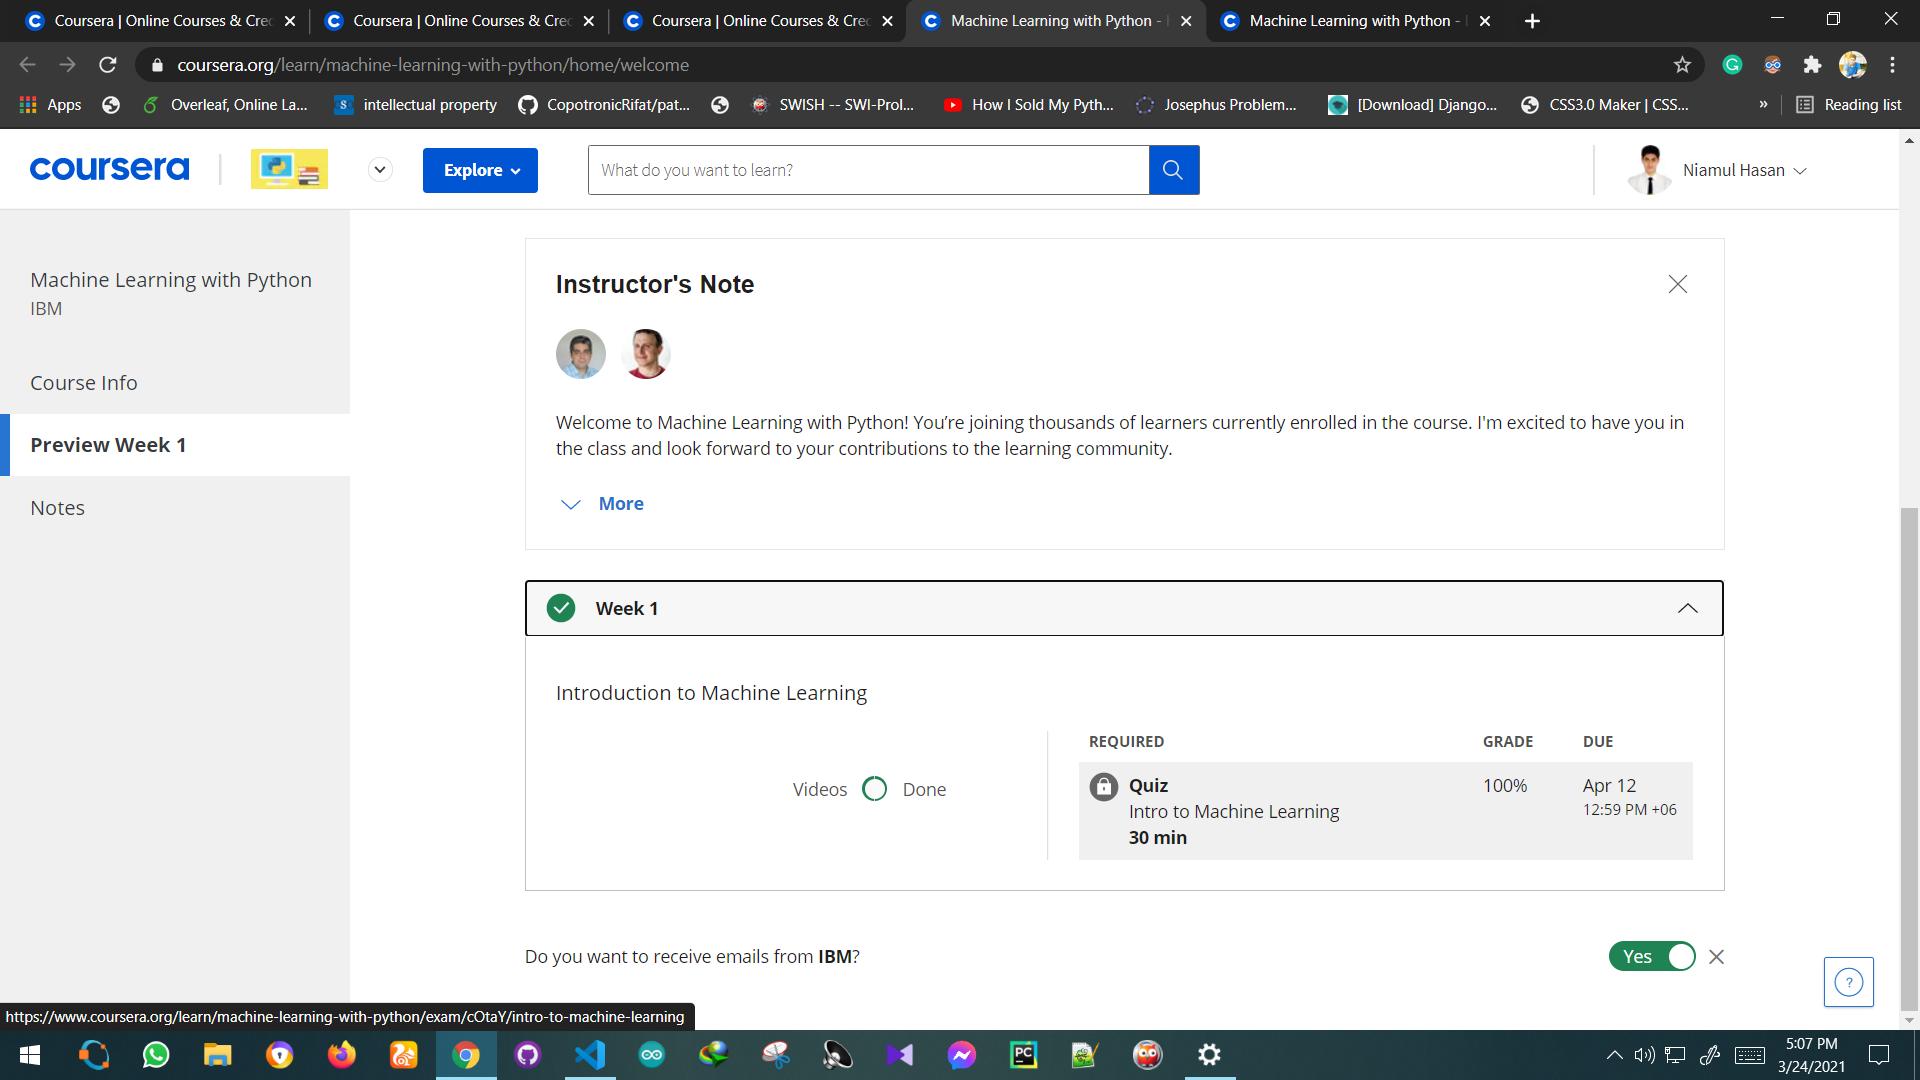 Coursera | Online Courses & Crec
Coursera | Online Courses & Crec
Coursera | Online Courses & Crec
Machine Learning with Python -
Machine Learning with Python -
coursera.org/learn/machine-learning-with-python/home/welcome
Apps
Overleaf, Online La...
intellectual property
CopotronicRifat/pat...
SWISH -- SWI-Prol...
How I Sold My Pyth...
Josephus Problem...
[Download] Django...
CSS3.0 Maker | CSS...
»
Reading list
coursera
Explore
What do you want to learn?
Niamul Hasan
Machine Learning with Python
IBM
Course Info
Preview Week 1
Notes
Instructor's Note
Welcome to Machine Learning with Python! You’re joining thousands of learners currently enrolled in the course. I'm excited to have you in
the class and look forward to your contributions to the learning community.
More
Week 1
Introduction to Machine Learning
Videos Done
REQUIRED GRADE DUE
Quiz 100% Apr 12
Intro to Machine Learning 12:59 PM +06
30 min
Do you want to receive emails from IBM?
Yes
?
https://www.coursera.org/learn/machine-learning-with-python/exam/cOtaY/intro-to-machine-learning
PC
5:07 PM
3/24/2021